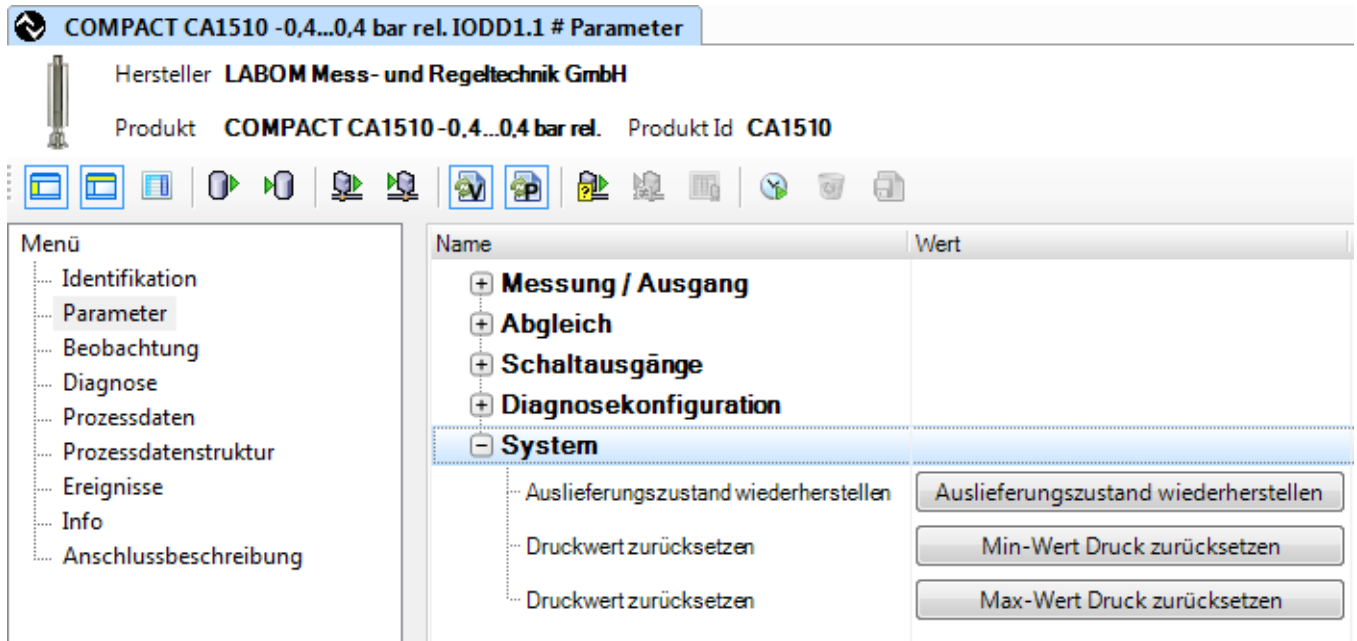 COMPACT CA1510 -0,4...0,4 bar rel. IODD1.1 # Parameter
Hersteller LABOM Mess- und Regeltechnik GmbH
Produkt COMPACT CA1510 -0,4...0,4 bar rel. Produkt Id CA1510
V P ?
Menü
Identifikation
Parameter
Beobachtung
Diagnose
Prozessdaten
Prozessdatenstruktur
Ereignisse
Info
Anschlussbeschreibung
Name Wert
Messung / Ausgang
Abgleich
Schaltausgänge
Diagnosekonfiguration
System
Auslieferungszustand wiederherstellen Auslieferungszustand wiederherstellen
Druckwert zurücksetzen Min-Wert Druck zurücksetzen
Druckwert zurücksetzen Max-Wert Druck zurücksetzen